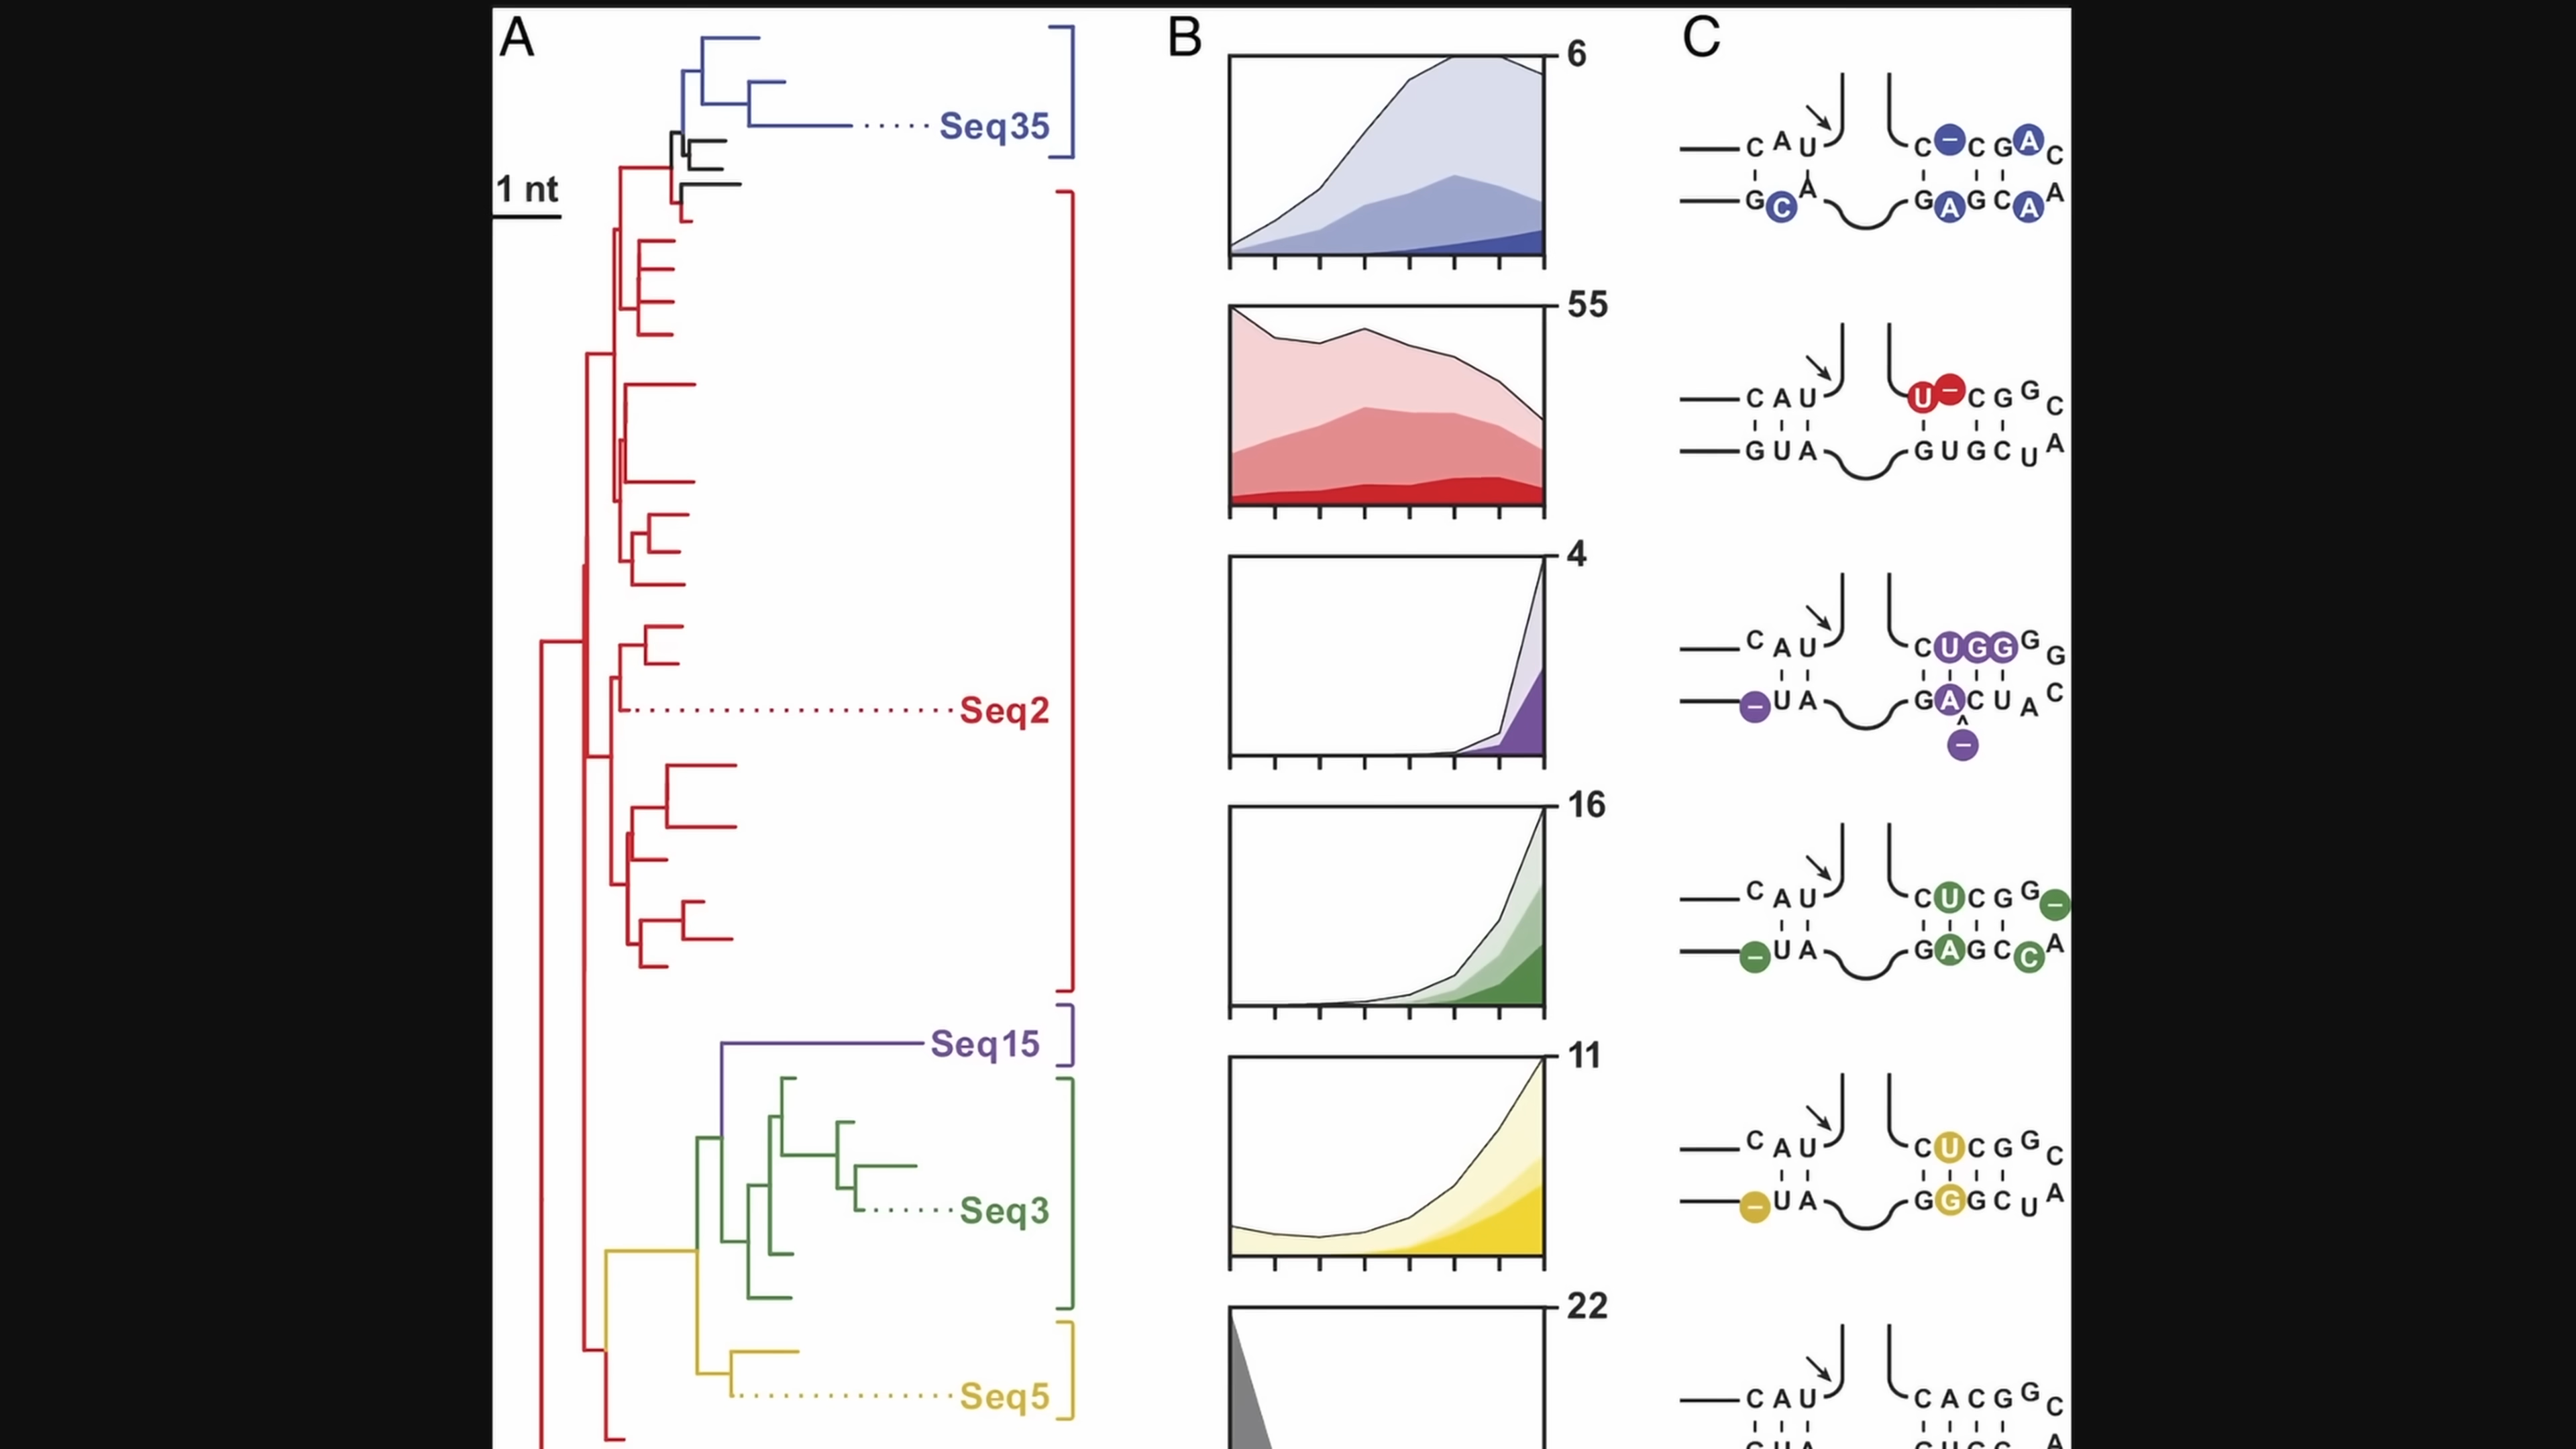 A
Seq35
1 nt
Seq2
Seq15
Seq3
Seq5
B
6
55
4
16
11
22
C
C A U C – C G A C
G C A G A G C A A
C A U U – C G G C
G U A G U G C U A
C A U C U G G G G
– U A G A C U A C
^
–
C A U C U C G G –
– U A G A G C C A
C A U C U C G G C
– U A G G G C U A
C A U C A C G G C